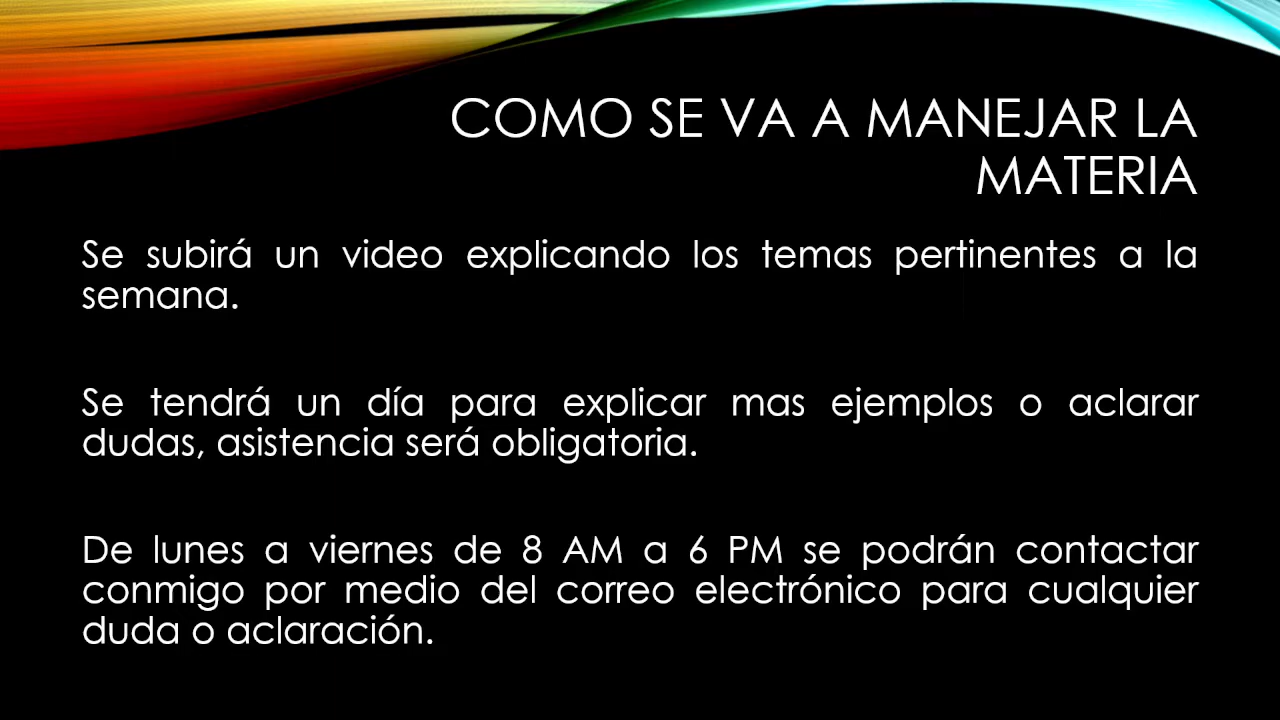 COMO SE VA A MANEJAR LA
MATERIA
Se subirá un video explicando los temas pertinentes a la
semana.
Se tendrá un día para explicar mas ejemplos o aclarar
dudas, asistencia será obligatoria.
De lunes a viernes de 8 AM a 6 PM se podrán contactar
conmigo por medio del correo electrónico para cualquier
duda o aclaración.